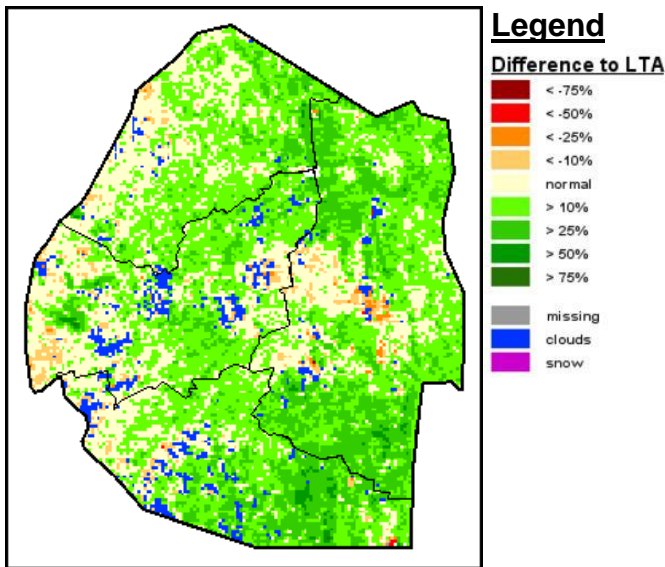 Legend
Difference to LTA
< -75%
< -50%
< -25%
< -10%
normal
> 10%
> 25%
> 50%
> 75%
missing
clouds
snow